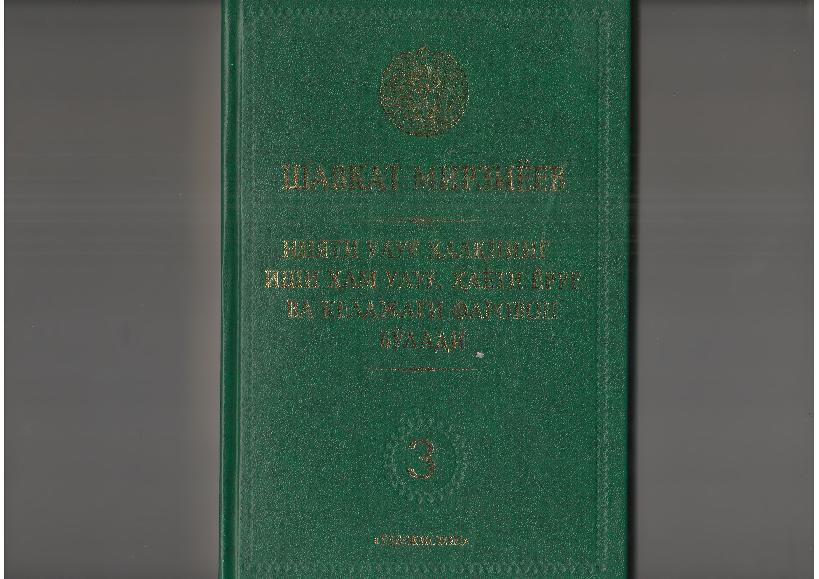 ШАВКАТ МИРЗИЁЕВ
НИЯТИ УЛУҒ ХАЛҚНИНГ
ИШИ ҲАМ УЛУҒ, ҲАЁТИ ЁРУҒ
ВА КЕЛАЖАГИ ФАРОВОН
БЎЛАДИ
3
«ЎЗБЕКИСТОН»